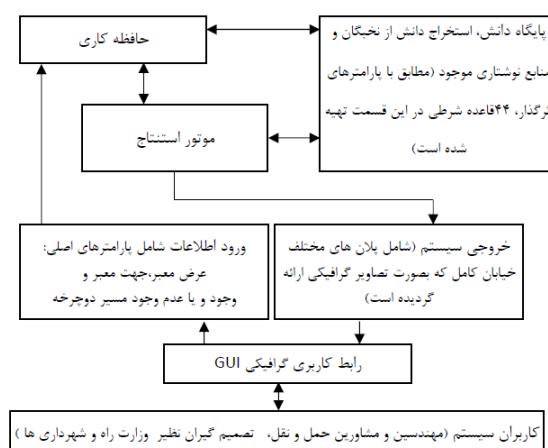 حافظه کاری
پایگاه دانش، استخراج دانش از نخبگان و
منابع نوشتاری موجود (مطابق با پارامترهای
ثرگذار، ۴۴قاعده شرطی در این قسمت تهیه
شده است)
موتور استنتاج
ورود اطلاعات شامل پارامترهای اصلی:
عرض معبر،جهت معبر و
وجود و یا عدم وجود مسیر دوچرخه
خروجی سیستم (شامل پلان های مختلف
خیابان کامل که بصورت تصاویر گرافیکی ارائه
گردیده است)
رابط کاربری گرافیکی GUI
کاربران سیستم (مهندسین و مشاورین حمل و نقل، تصمیم گیران نظیر وزارت راه و شهرداری ها )